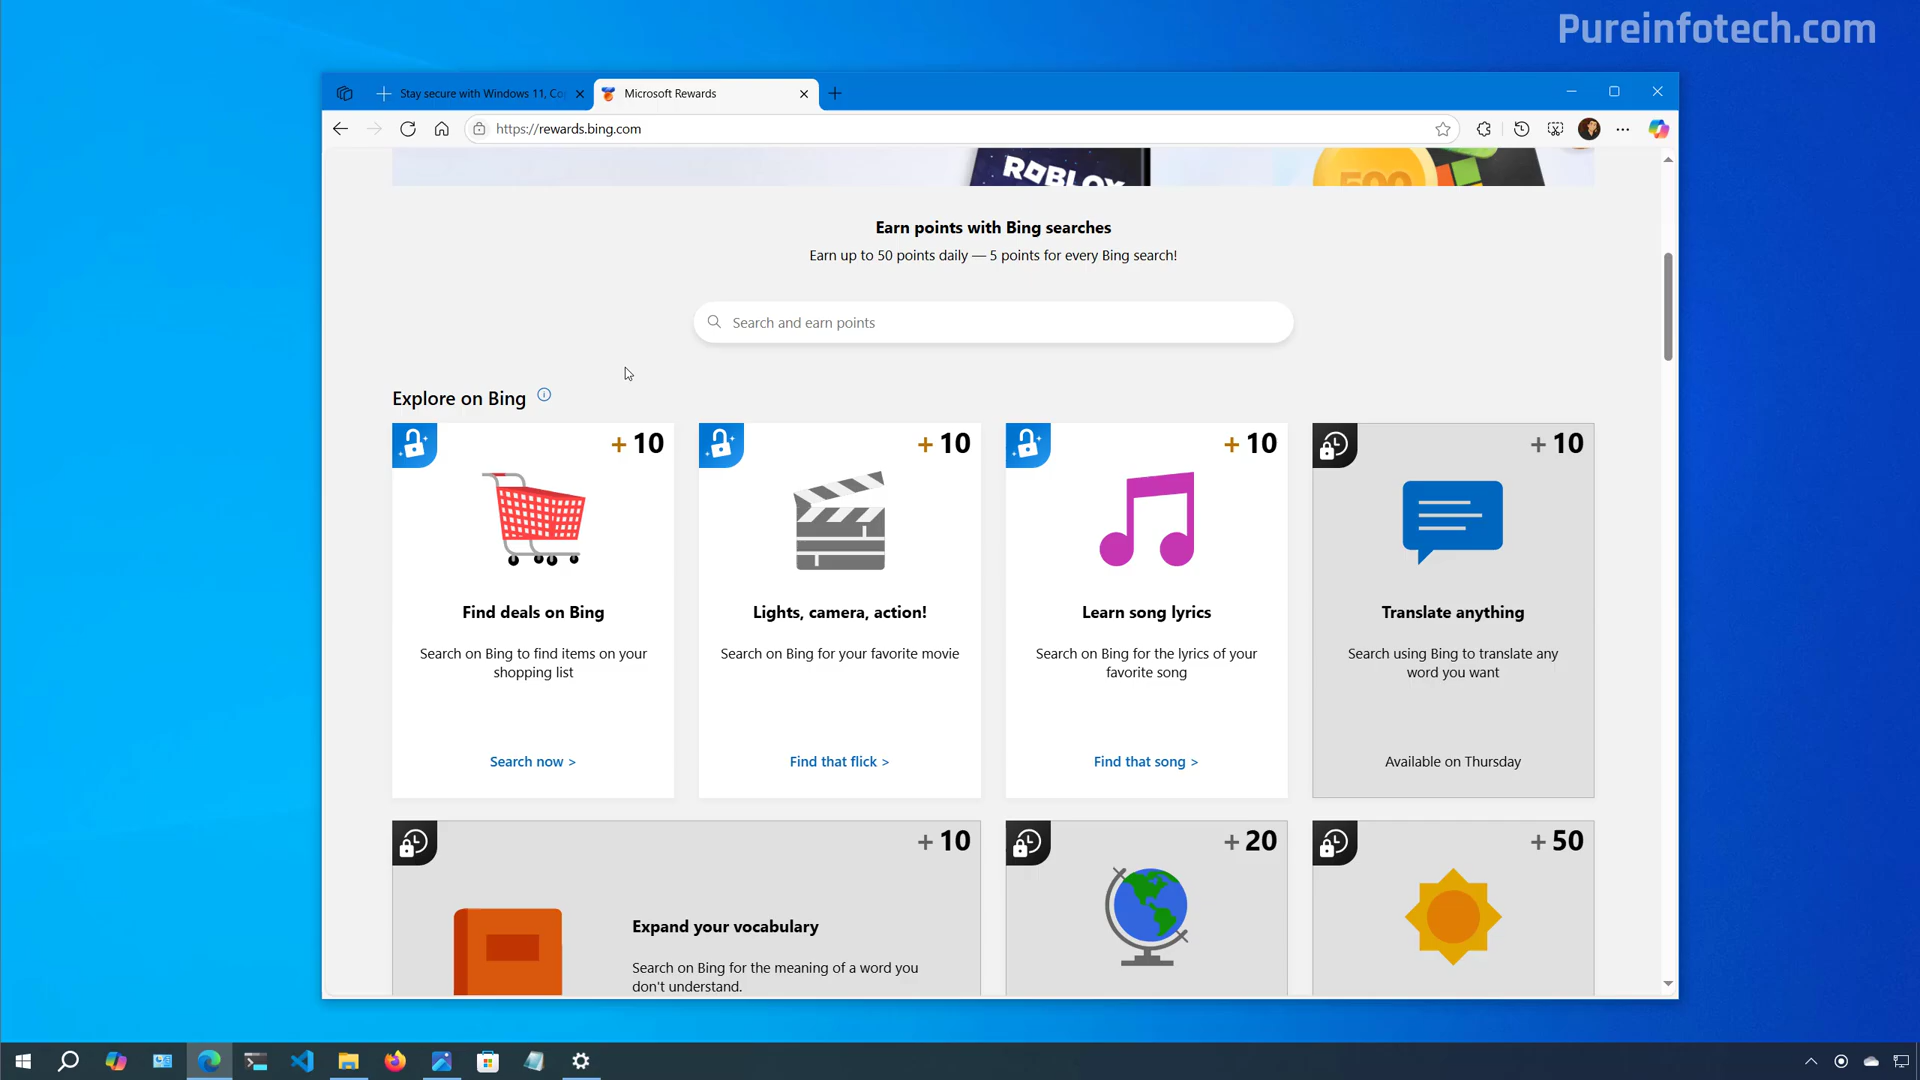 Pureinfotech.com
Stay secure with Windows 11, Co
Microsoft Rewards
https://rewards.bing.com
ROBLOX
500
Earn points with Bing searches
Earn up to 50 points daily — 5 points for every Bing search!
Search and earn points
Explore on Bing
+ 10
+ 10
+ 10
+ 10
Find deals on Bing
Lights, camera, action!
Learn song lyrics
Translate anything
Search on Bing to find items on your
shopping list
Search on Bing for your favorite movie
Search on Bing for the lyrics of your
favorite song
Search using Bing to translate any
word you want
Search now >
Find that flick >
Find that song >
Available on Thursday
+ 10
+ 20
+ 50
Expand your vocabulary
Search on Bing for the meaning of a word you
don't understand.